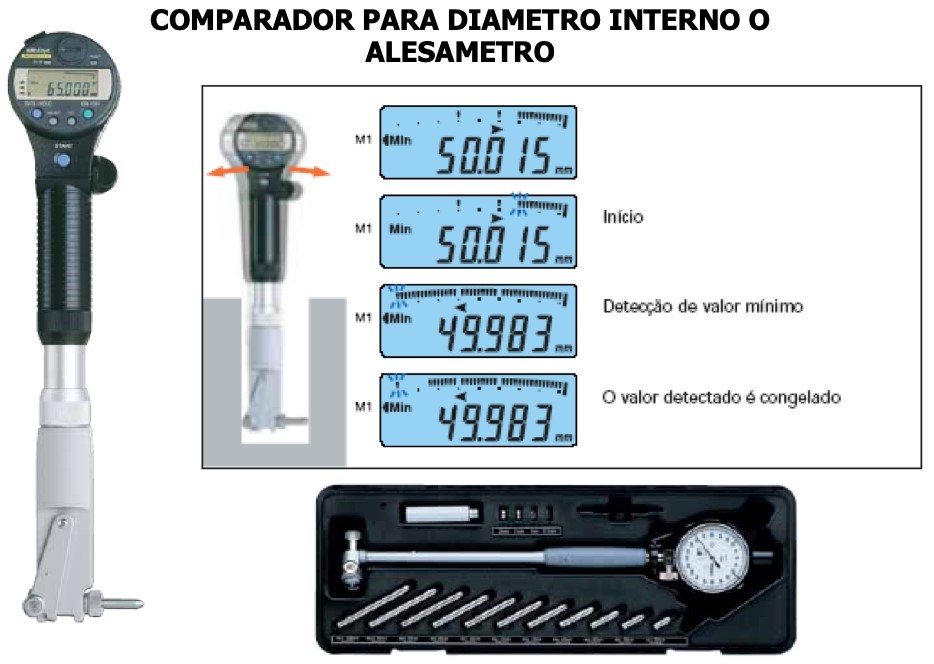 COMPARADOR PARA DIAMETRO INTERNO O
ALESAMETRO
65.000
START
M1 Min 50.015 mm
M1 Min 50.015 mm
Início
M1 Min 49.983 mm
Detecção de valor mínimo
M1 Min 49.983 mm
O valor detectado é congelado